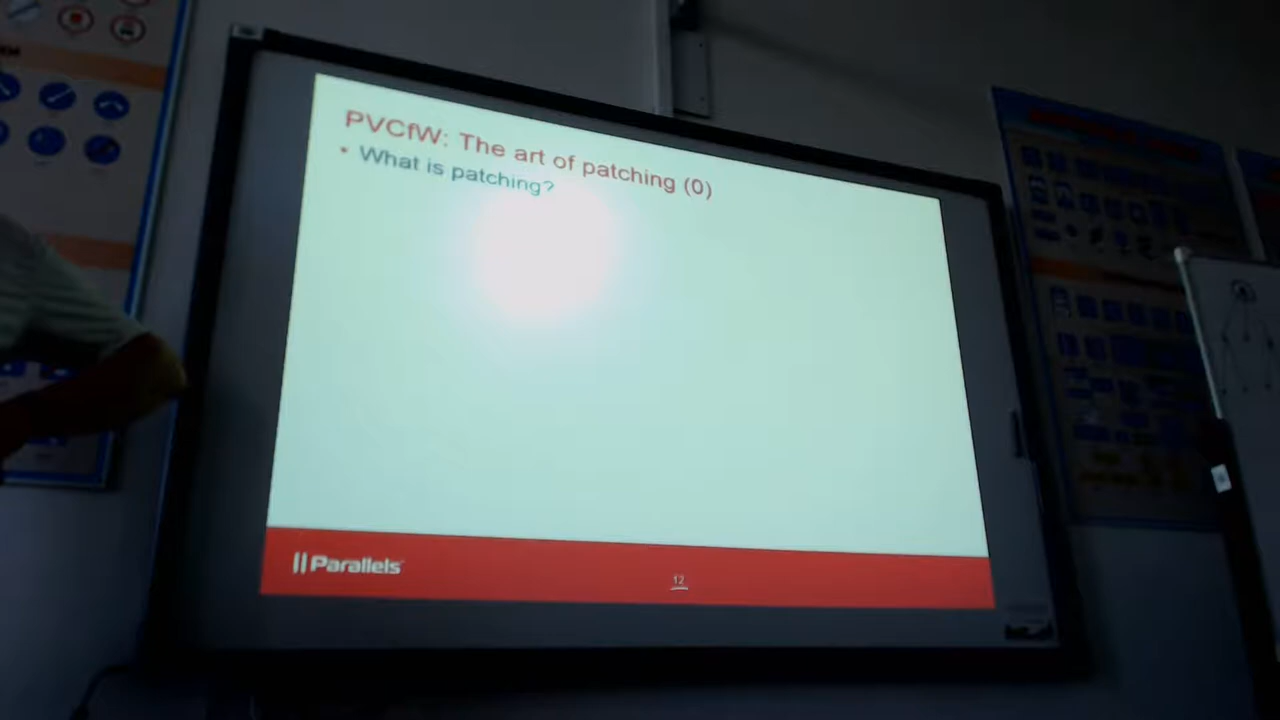 PVCfW: The art of patching (0)
• What is patching?
Parallels
12